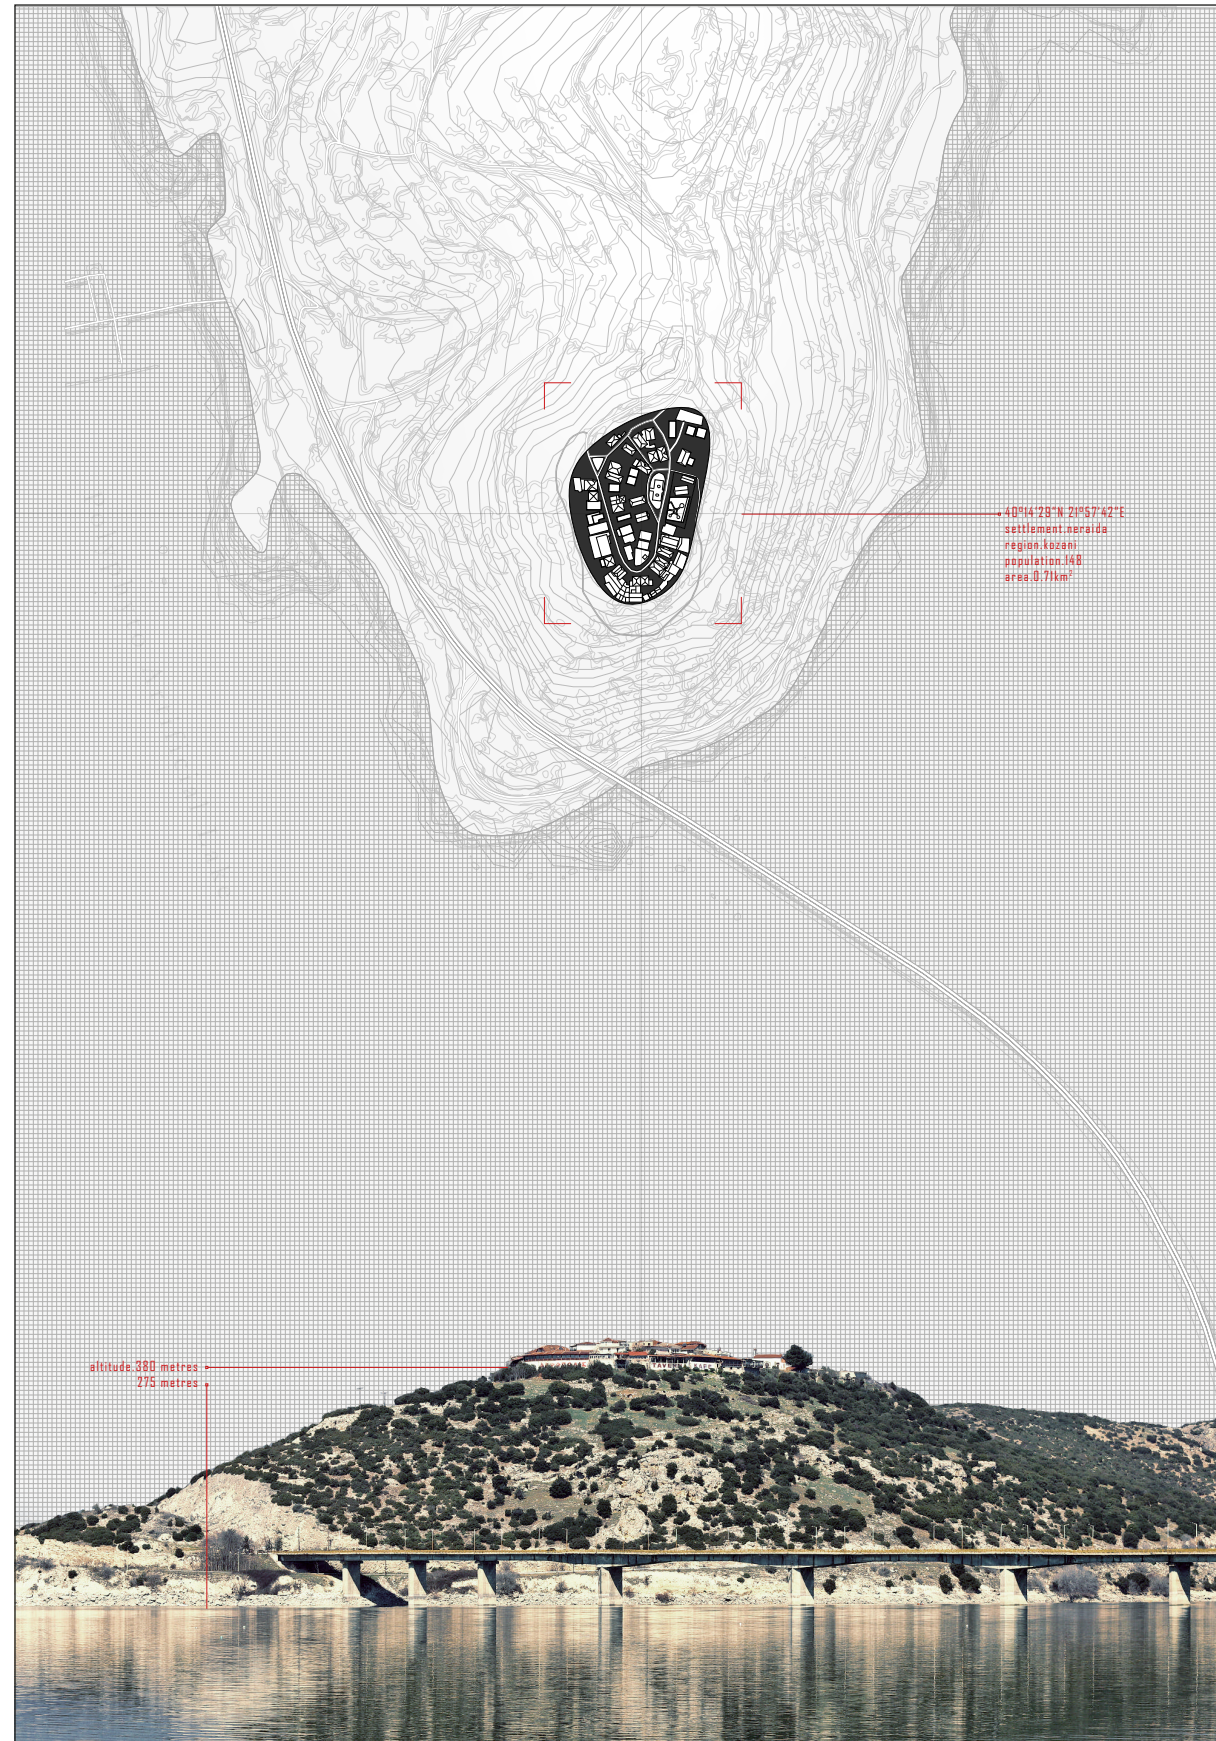 40°14'29"N 21°57'42"E
settlement.neraida
region.kozani
population.148
area.0.71km²
altitude.380 metres
275 metres